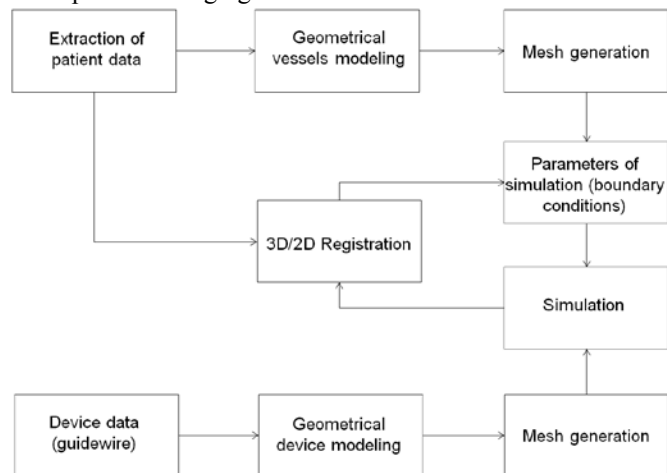 Extraction of
patient data
Geometrical
vessels modeling
Mesh generation
Parameters of
simulation (boundary
conditions)
3D/2D Registration
Simulation
Device data
(guidewire)
Geometrical
device modeling
Mesh generation